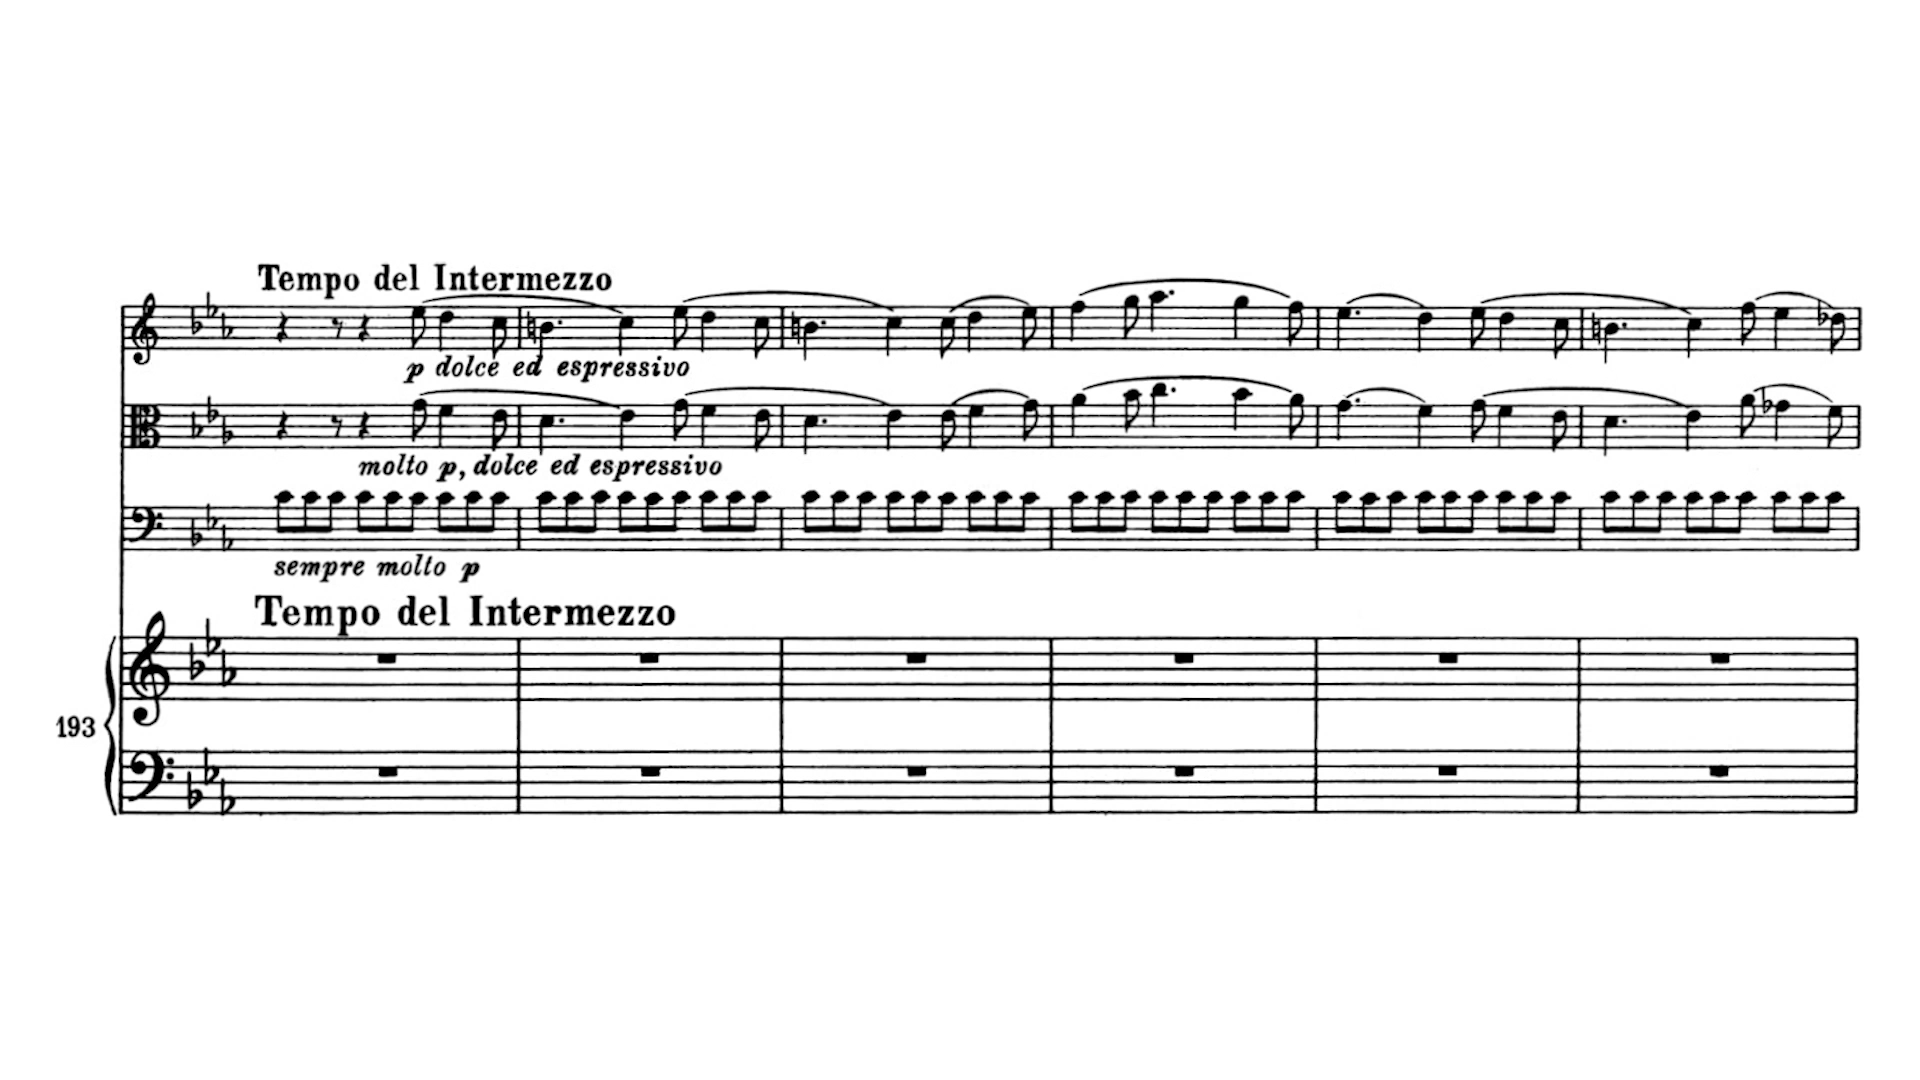 Tempo del Intermezzo
p dolce ed espressivo
molto p, dolce ed espressivo
sempre molto p
Tempo del Intermezzo
193